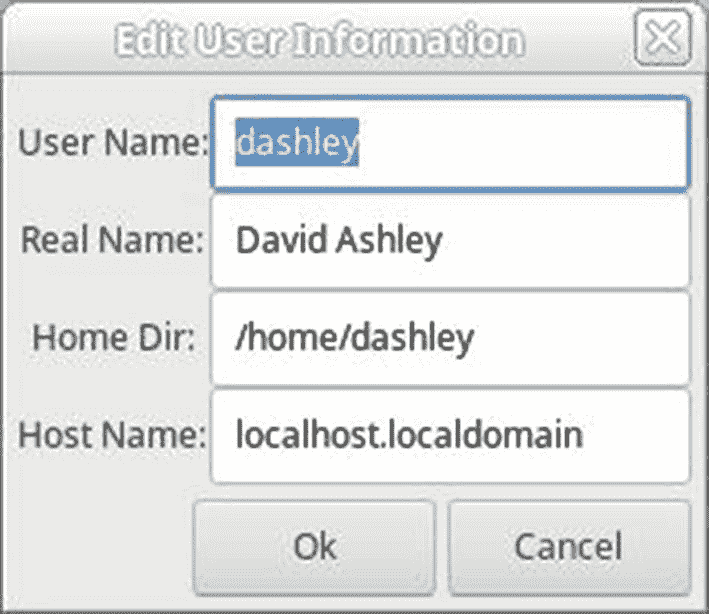 Edit User Information
User Name: dashley
Real Name: David Ashley
Home Dir: /home/dashley
Host Name: localhost.localdomain
Ok Cancel